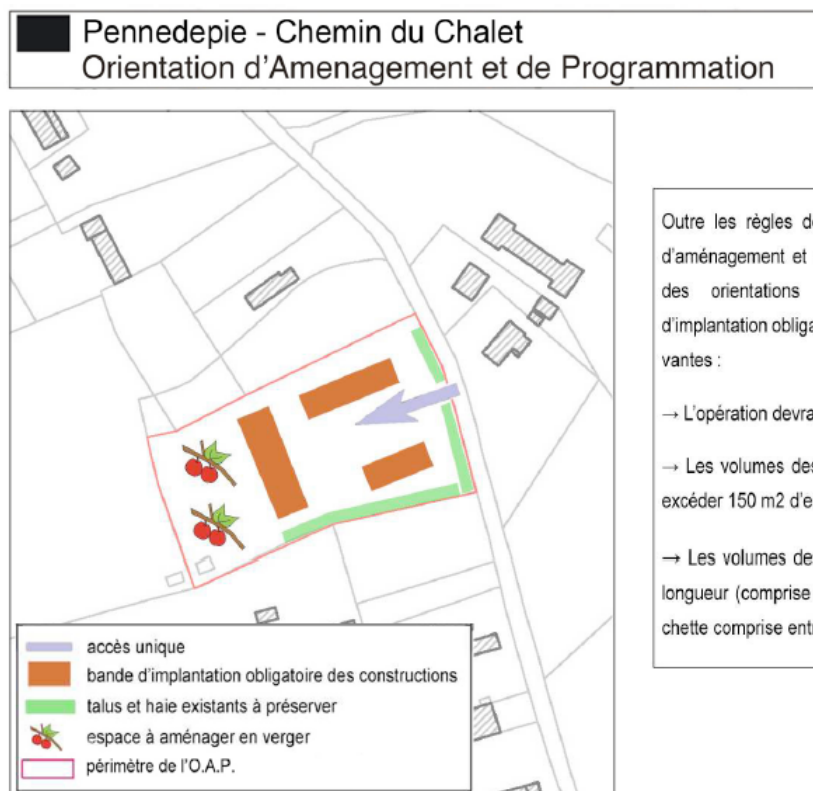 Pennedepie - Chemin du Chalet
Orientation d'Amenagement et de Programmation
Outre les règles de
d'aménagement et
des orientations
d'implantation obliga
vantes :
→ L'opération devra
→ Les volumes des
excéder 150 m2 d'e
→ Les volumes des
longueur (comprise
chette comprise entr
accès unique
bande d'implantation obligatoire des constructions
talus et haie existants à préserver
espace à aménager en verger
périmètre de l'O.A.P.